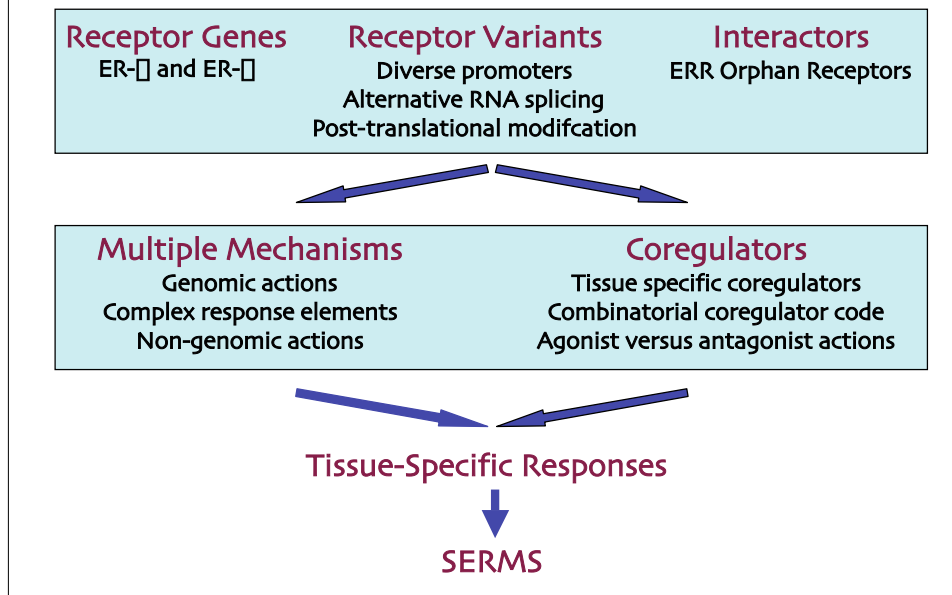 Receptor Genes
ER-▯ and ER-▯
Receptor Variants
Diverse promoters
Alternative RNA splicing
Post-translational modifcation
Interactors
ERR Orphan Receptors
Multiple Mechanisms
Genomic actions
Complex response elements
Non-genomic actions
Coregulators
Tissue specific coregulators
Combinatorial coregulator code
Agonist versus antagonist actions
Tissue-Specific Responses
SERMS